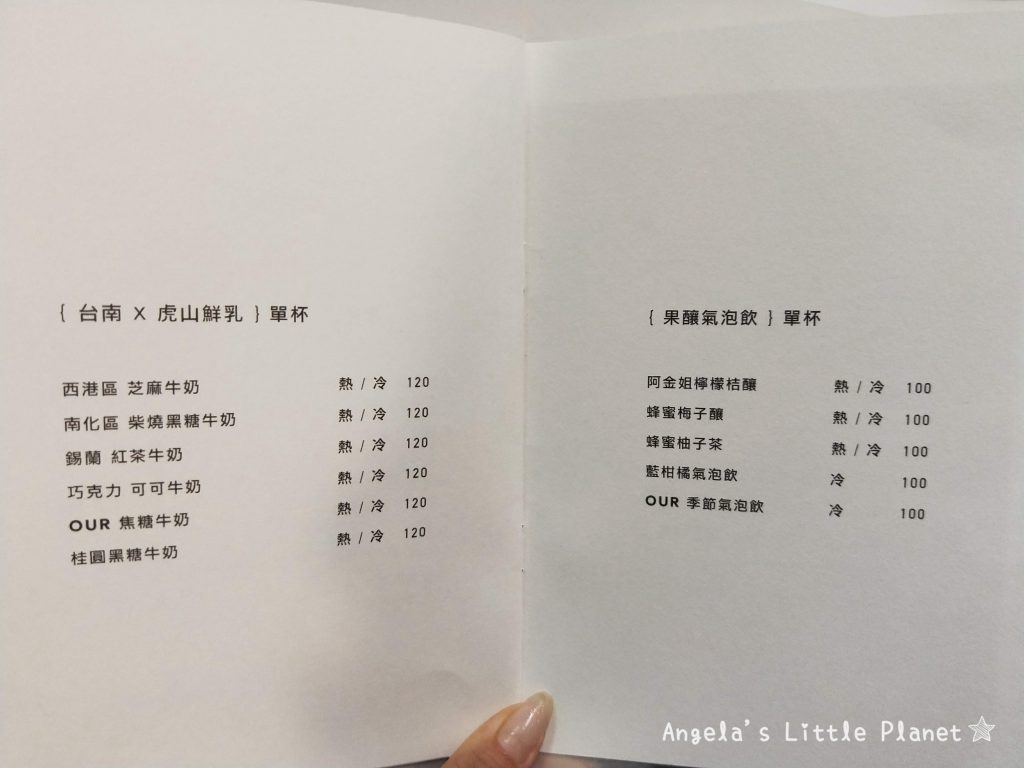 { 台南 X 虎山鮮乳 } 單杯
西港區 芝麻牛奶 熱 / 冷 120
南化區 柴燒黑糖牛奶 熱 / 冷 120
錫蘭 紅茶牛奶 熱 / 冷 120
巧克力 可可牛奶 熱 / 冷 120
OUR 焦糖牛奶 熱 / 冷 120
桂圓黑糖牛奶 熱 / 冷 120
{ 果釀氣泡飲 } 單杯
阿金姐檸檬桔釀 熱 / 冷 100
蜂蜜梅子釀 熱 / 冷 100
蜂蜜柚子茶 熱 / 冷 100
藍柑橘氣泡飲 冷 100
OUR 季節氣泡飲 冷 100
Angela's Little Planet